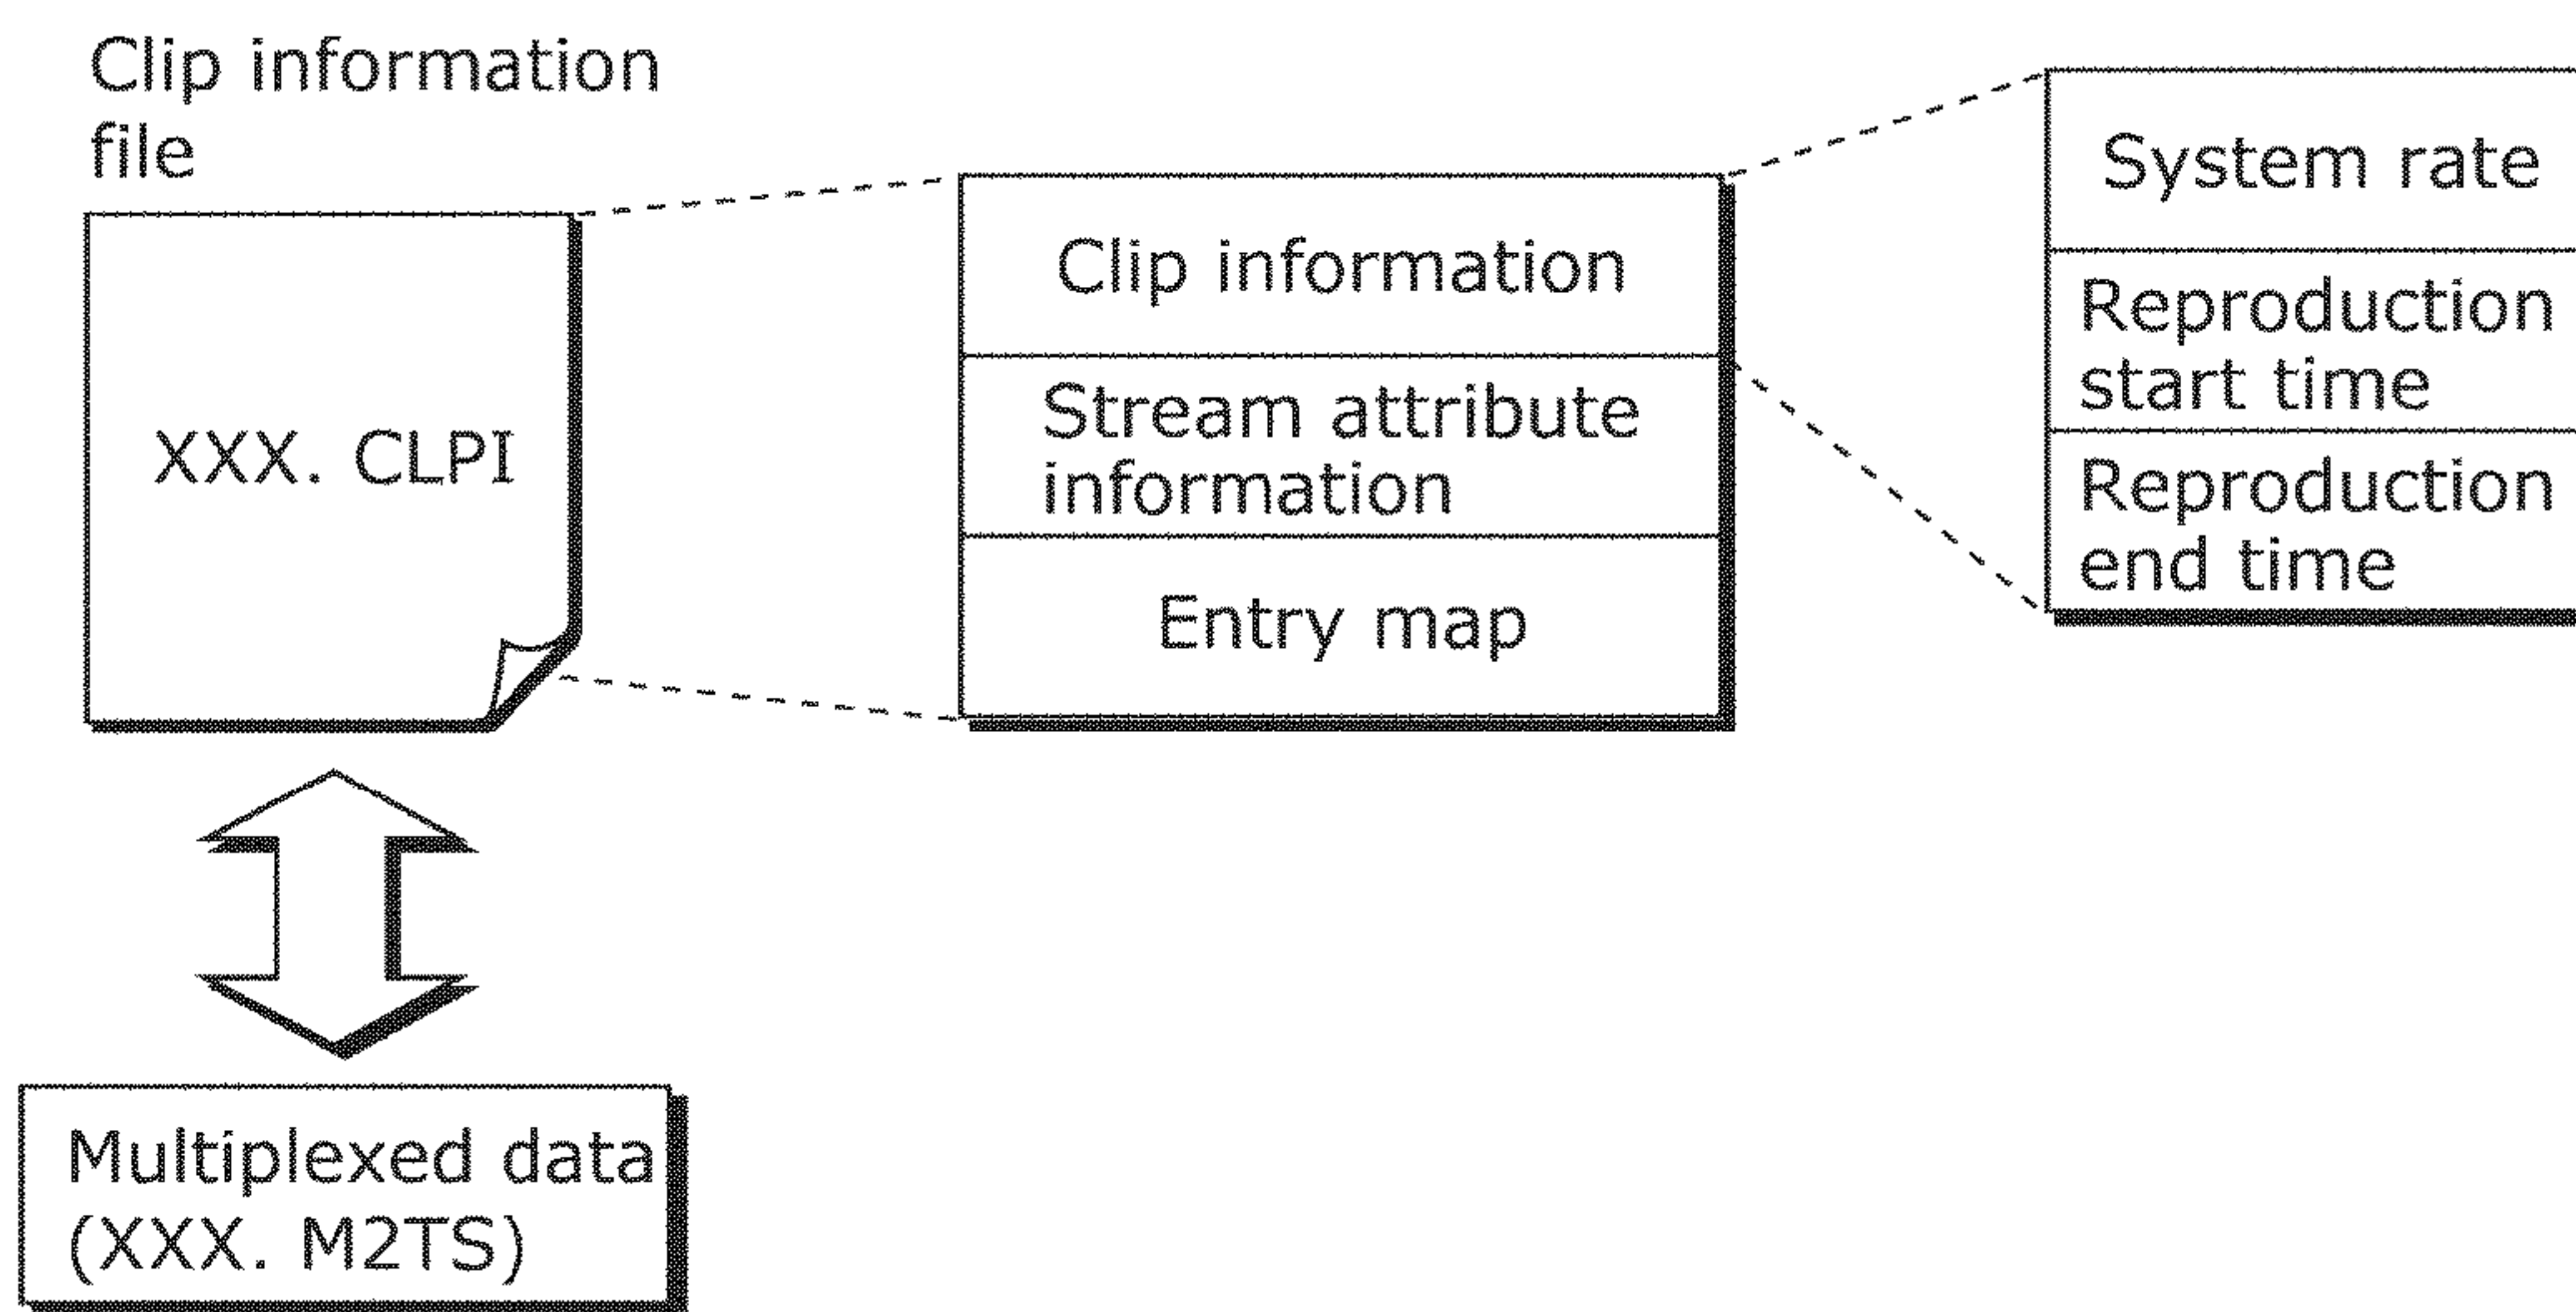 Clip information
file
XXX. CLPI
Clip information
Stream attribute
information
Entry map
System rate
Reproduction
start time
Reproduction
end time
Multiplexed data
(XXX. M2TS)